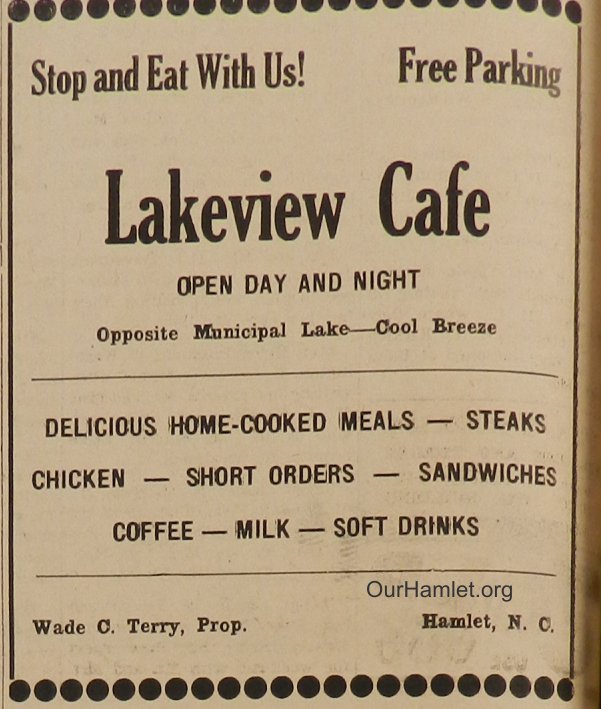 Stop and Eat With Us! Free Parking
Lakeview Cafe
OPEN DAY AND NIGHT
Opposite Municipal Lake—Cool Breeze
DELICIOUS HOME-COOKED MEALS — STEAKS
CHICKEN — SHORT ORDERS — SANDWICHES
COFFEE — MILK — SOFT DRINKS
OurHamlet.org
Wade C. Terry, Prop. Hamlet, N. C.